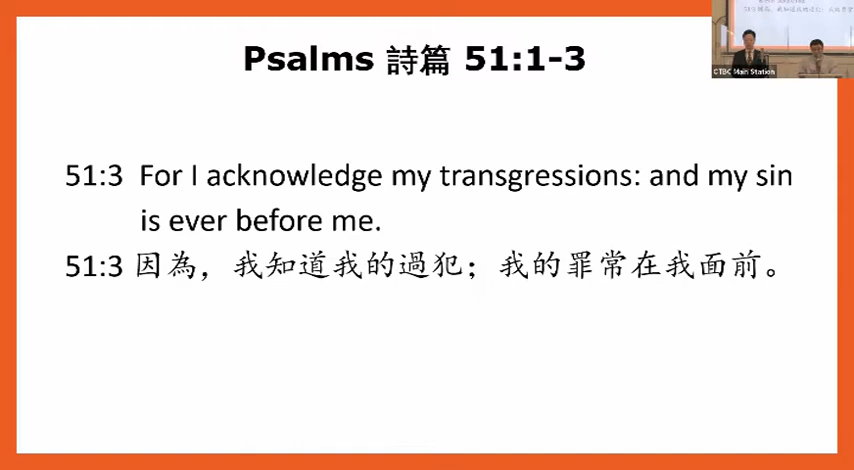 Psalms 詩篇 51:1-3
CTBC Main Station
51:3 For I acknowledge my transgressions: and my sin
is ever before me.
51:3 因為，我知道我的過犯；我的罪常在我面前。